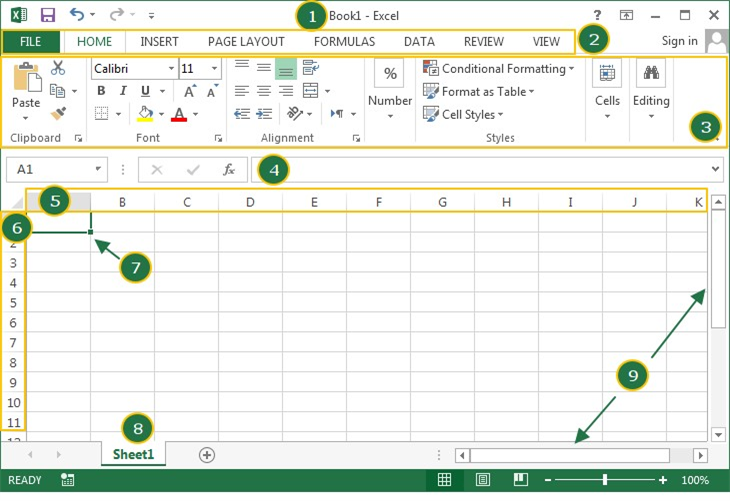 1 Book1 - Excel ?
FILE HOME INSERT PAGE LAYOUT FORMULAS DATA REVIEW VIEW 2 Sign in
Calibri 11 % Conditional Formatting
Paste A A Number Format as Table Cells Editing
B I U A Cell Styles
3
Clipboard Font Alignment Styles
A1 fx 4
5 B C D E F G H I J K
6
2
3 7
4
5
6
7
8 9
9
10
11
8
12
Sheet1
READY 100%